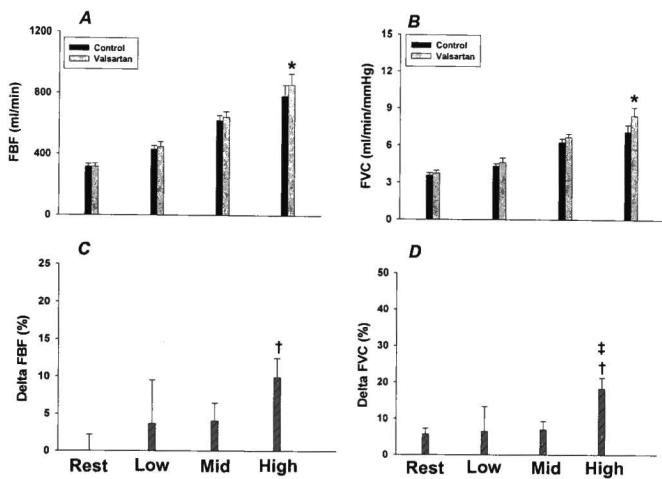 A
1200
800
400
0
FBF (ml/min)
Control
Valsartan
*
B
15
12
9
6
3
0
FVC (ml/min/mmHg)
Control
Valsartan
*
C
25
20
15
10
5
0
Delta FBF (%)
†
Rest Low Mid High
D
50
40
30
20
10
0
Delta FVC (%)
‡
†
Rest Low Mid High